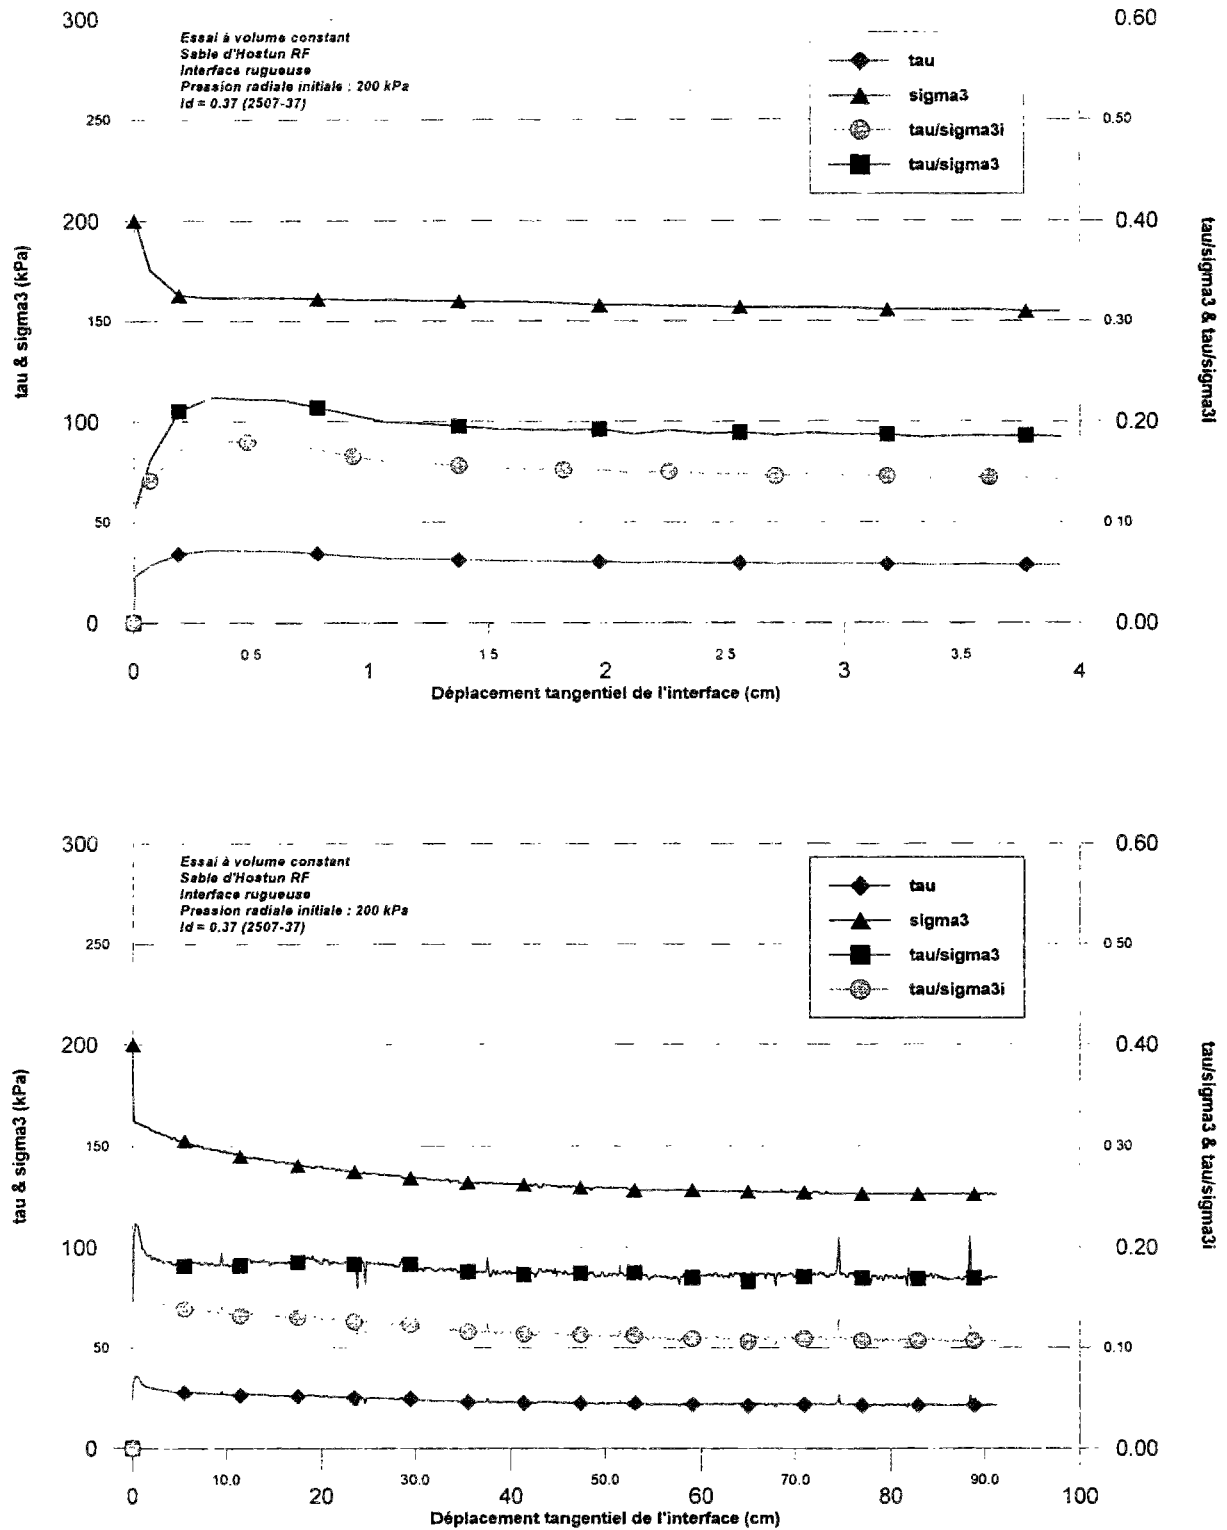 300
0.60
Essai à volume constant
Sable d'Hostun RF
Interface rugueuse
Pression radiale initiale : 200 kPa
Id = 0.37 (2507-37)
tau
sigma3
tau/sigma3i
tau/sigma3
250
0.50
200
0.40
150
0.30
100
0.20
50
0.10
0
0.00
tau & sigma3 (kPa)
tau/sigma3 & tau/sigma3i
0
0.5
1
1.5
2
2.5
3
3.5
4
Déplacement tangentiel de l'interface (cm)
300
0.60
Essai à volume constant
Sable d'Hostun RF
Interface rugueuse
Pression radiale initiale : 200 kPa
Id = 0.37 (2507-37)
tau
sigma3
tau/sigma3
tau/sigma3i
250
0.50
200
0.40
150
0.30
100
0.20
50
0.10
0
0.00
tau & sigma3 (kPa)
tau/sigma3 & tau/sigma3i
0
10.0
20
30.0
40
50.0
60
70.0
80
90.0
100
Déplacement tangentiel de l'interface (cm)